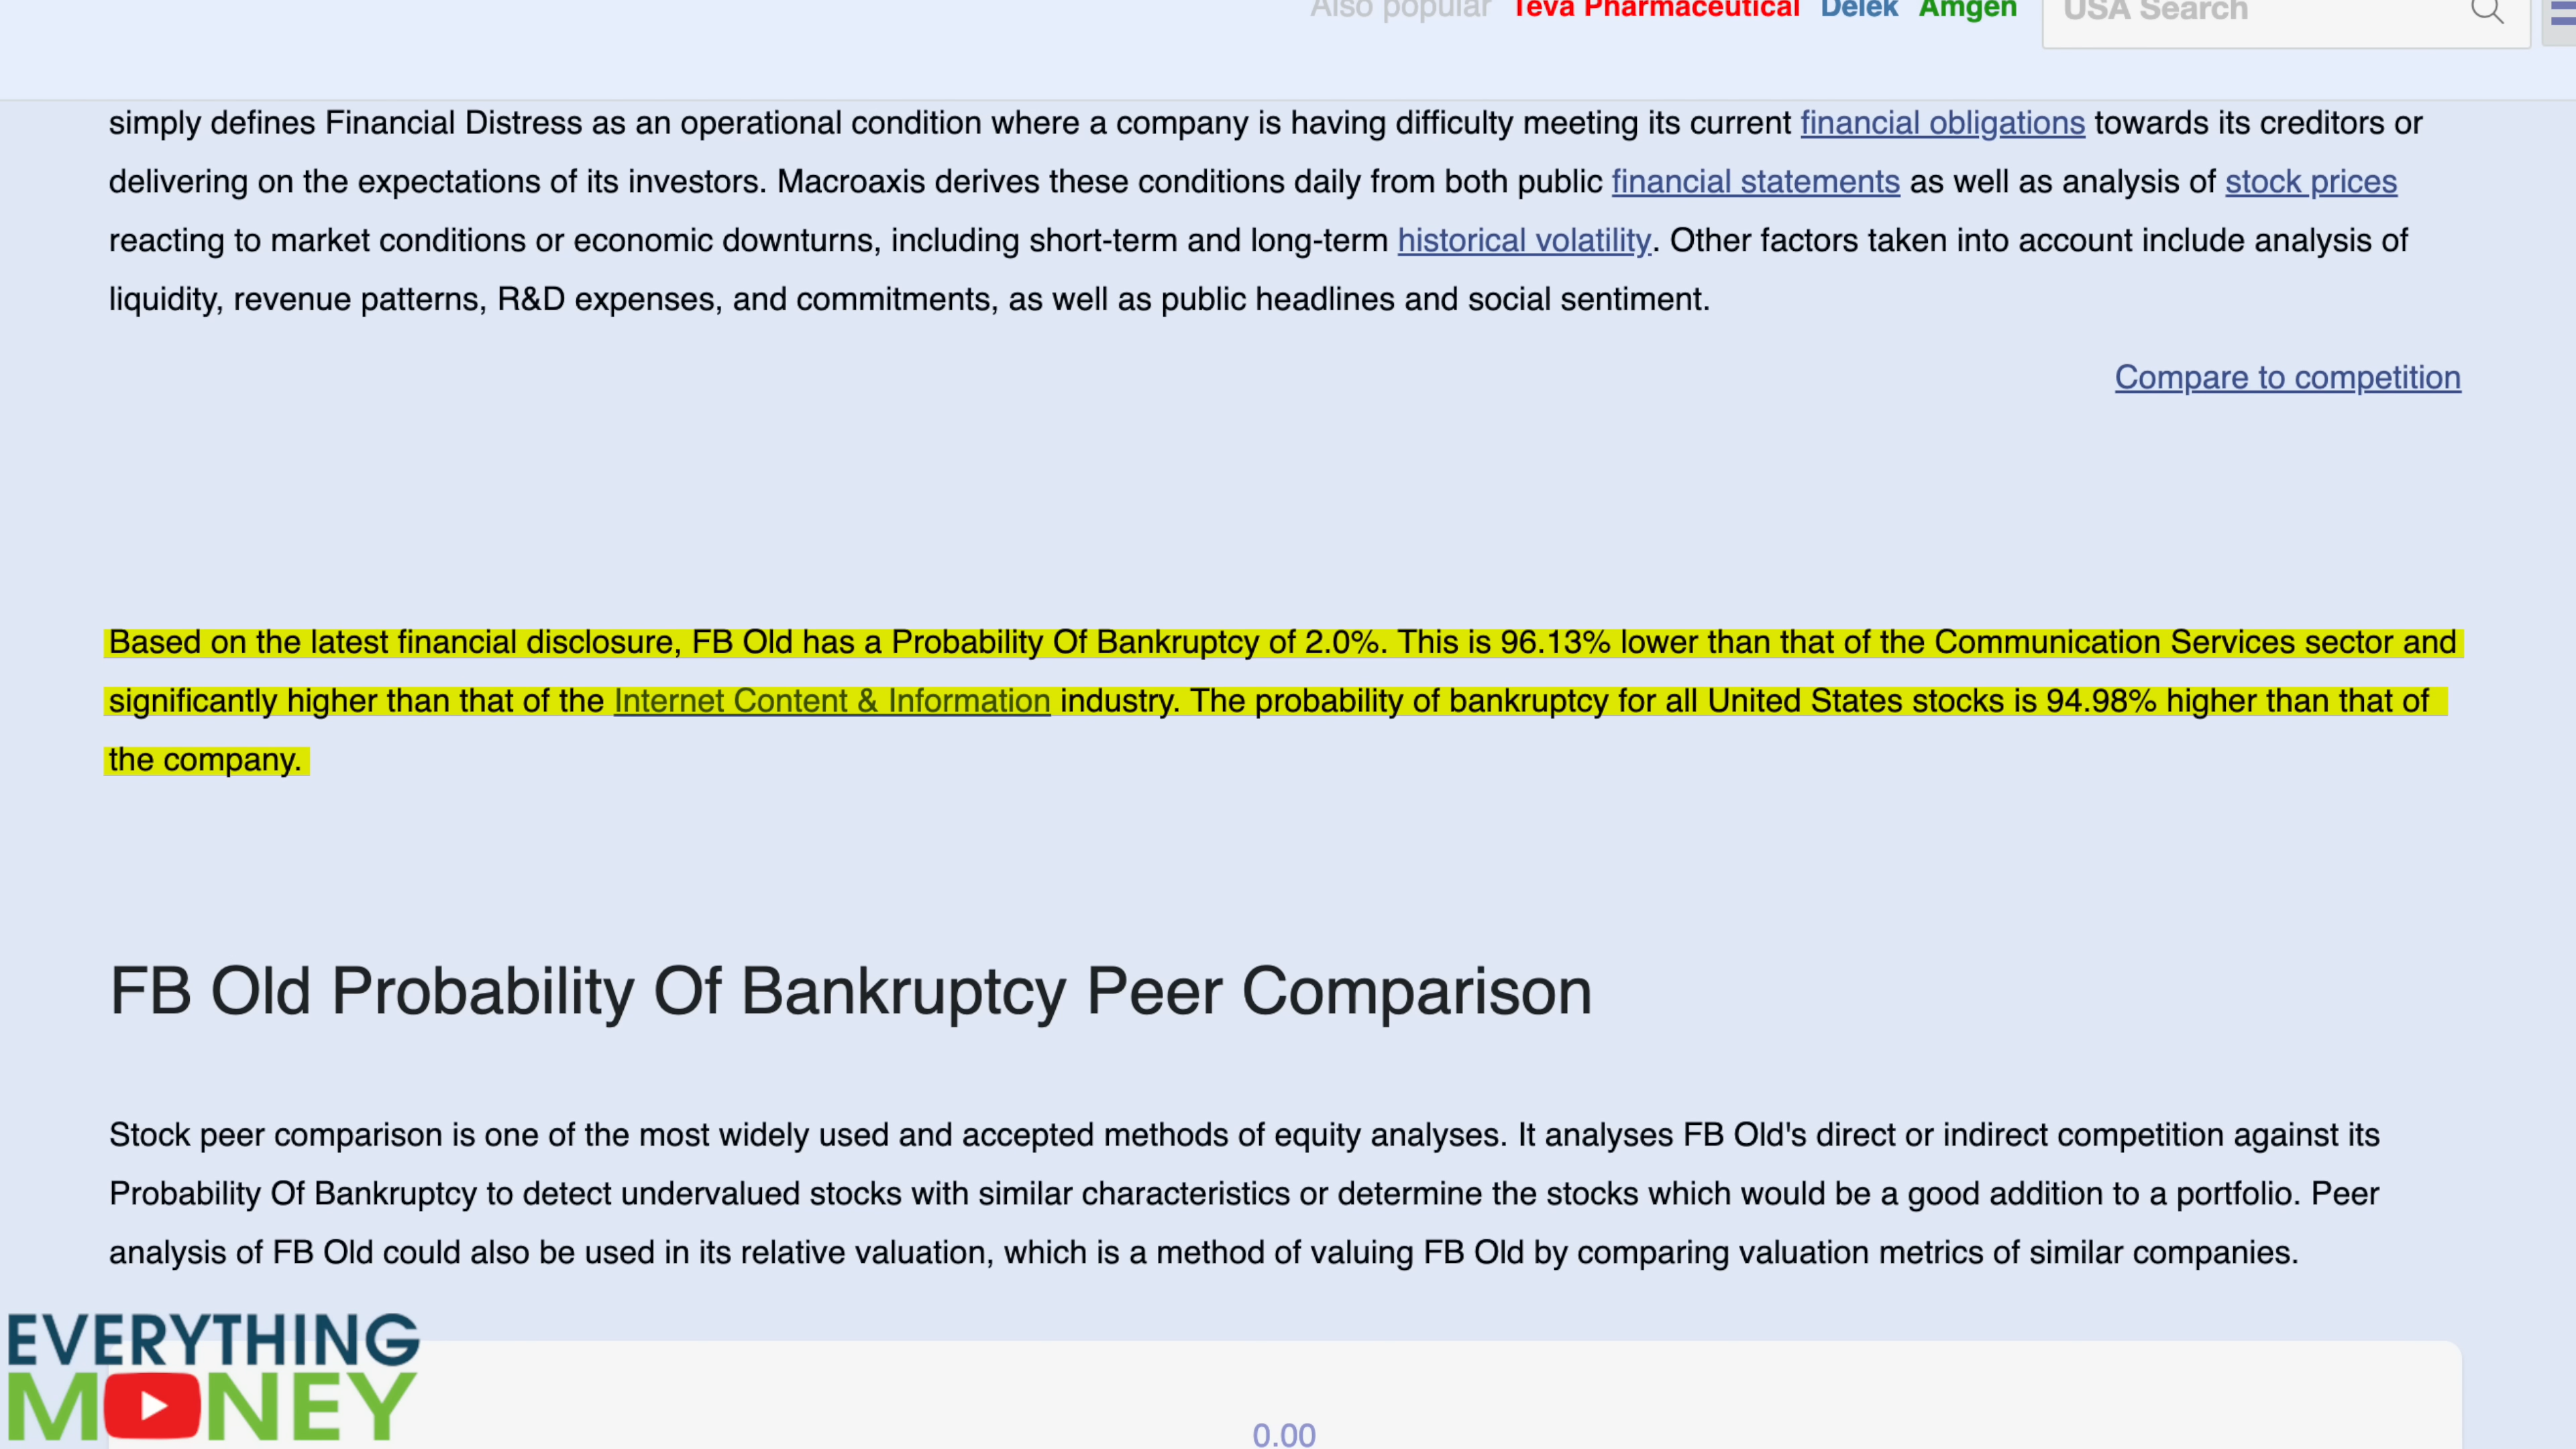 Also popular Teva Pharmaceutical Delek Amgen USA Search
simply defines Financial Distress as an operational condition where a company is having difficulty meeting its current financial obligations towards its creditors or
delivering on the expectations of its investors. Macroaxis derives these conditions daily from both public financial statements as well as analysis of stock prices
reacting to market conditions or economic downturns, including short-term and long-term historical volatility. Other factors taken into account include analysis of
liquidity, revenue patterns, R&D expenses, and commitments, as well as public headlines and social sentiment.
Compare to competition
Based on the latest financial disclosure, FB Old has a Probability Of Bankruptcy of 2.0%. This is 96.13% lower than that of the Communication Services sector and
significantly higher than that of the Internet Content & Information industry. The probability of bankruptcy for all United States stocks is 94.98% higher than that of
the company.
FB Old Probability Of Bankruptcy Peer Comparison
Stock peer comparison is one of the most widely used and accepted methods of equity analyses. It analyses FB Old's direct or indirect competition against its
Probability Of Bankruptcy to detect undervalued stocks with similar characteristics or determine the stocks which would be a good addition to a portfolio. Peer
analysis of FB Old could also be used in its relative valuation, which is a method of valuing FB Old by comparing valuation metrics of similar companies.
EVERYTHING
MONEY
0.00